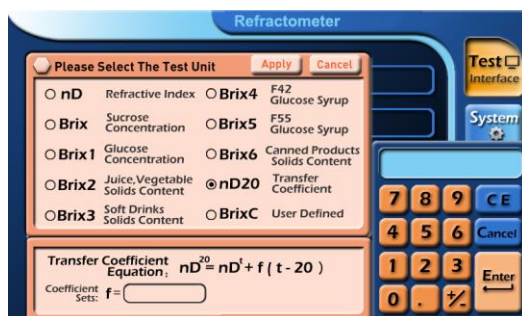 Refractometer
Please Select The Test Unit
Apply
Cancel
nD Refractive Index
Brix Sucrose Concentration
Brix1 Glucose Concentration
Brix2 Juice,Vegetable Solids Content
Brix3 Soft Drinks Solids Content
Brix4 F42 Glucose Syrup
Brix5 F55 Glucose Syrup
Brix6 Canned Products Solids Content
nD20 Transfer Coefficient
BrixC User Defined
Transfer Coefficient
Equation: nD²⁰=nDᵗ+f(t-20)
Coefficient
Sets: f=
Test
Interface
System
7 8 9 CE
4 5 6 Cancel
1 2 3 Enter
0 . +/-